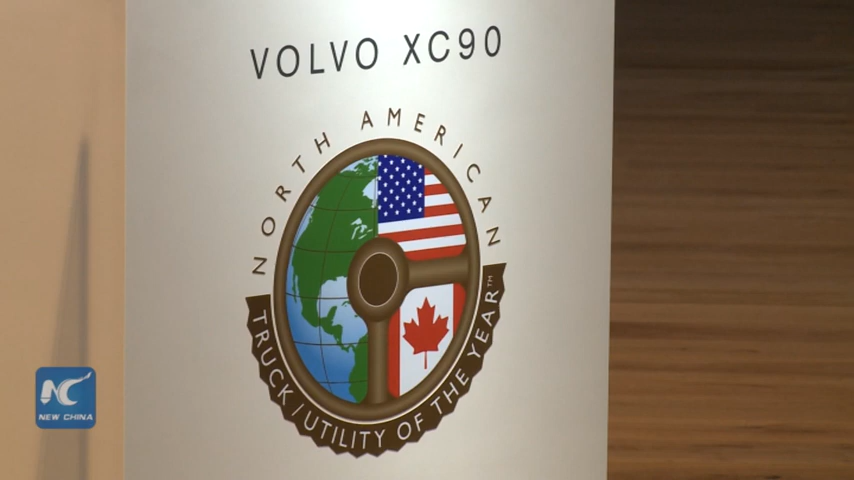 VOLVO XC90
NORTH AMERICAN
TRUCK/UTILITY OF THE YEAR™
NEW CHINA